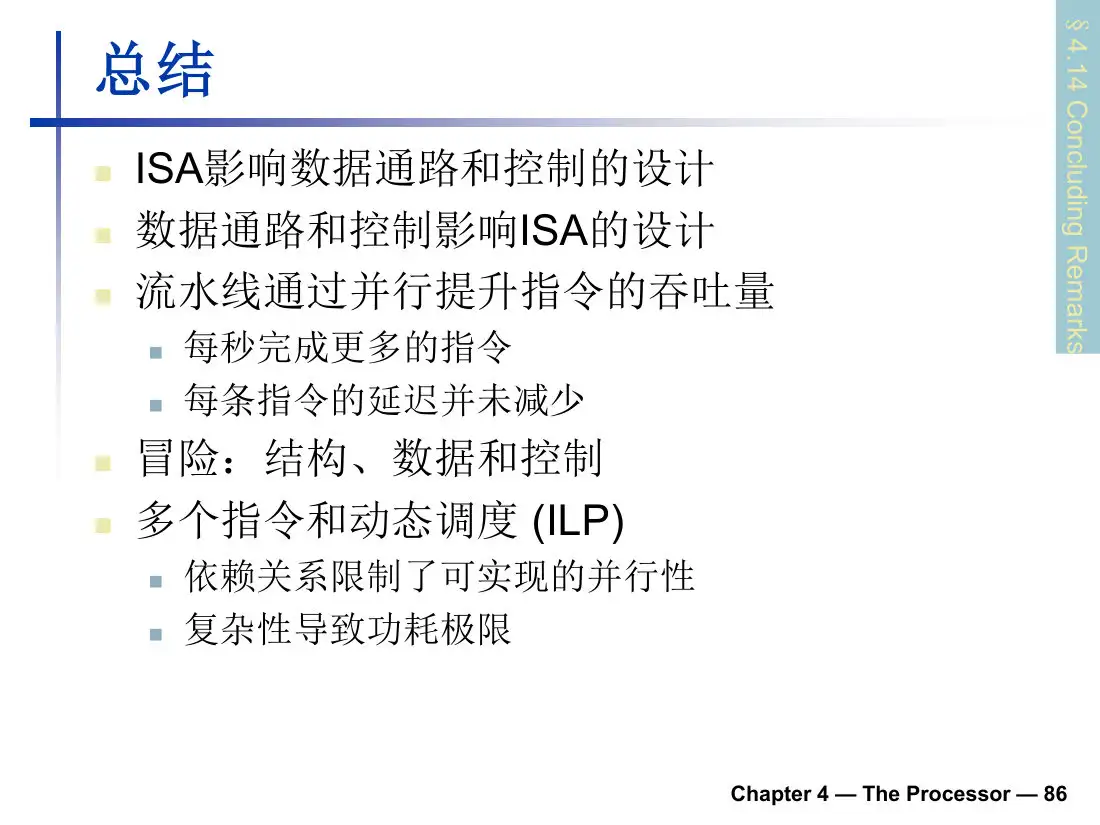 总结
§4.14 Concluding Remarks
ISA影响数据通路和控制的设计
数据通路和控制影响ISA的设计
流水线通过并行提升指令的吞吐量
每秒完成更多的指令
每条指令的延迟并未减少
冒险：结构、数据和控制
多个指令和动态调度 (ILP)
依赖关系限制了可实现的并行性
复杂性导致功耗极限
Chapter 4 — The Processor — 86